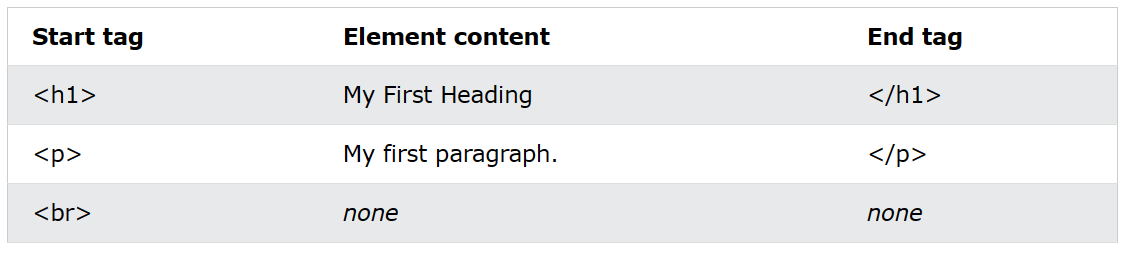 Start tag Element content End tag
<h1> My First Heading </h1>
<p> My first paragraph. </p>
<br> none none